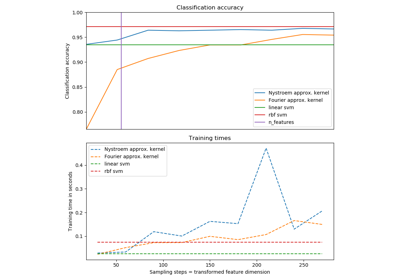 Classification accuracy
1.00
0.95
0.90
0.85
0.80
Classification accuracy
Nystroem approx. kernel
Fourier approx. kernel
linear svm
rbf svm
n_features
Training times
Nystroem approx. kernel
Fourier approx. kernel
linear svm
rbf svm
0.4
0.3
0.2
0.1
Training time in seconds
50
100
150
200
250
Sampling steps = transformed feature dimension